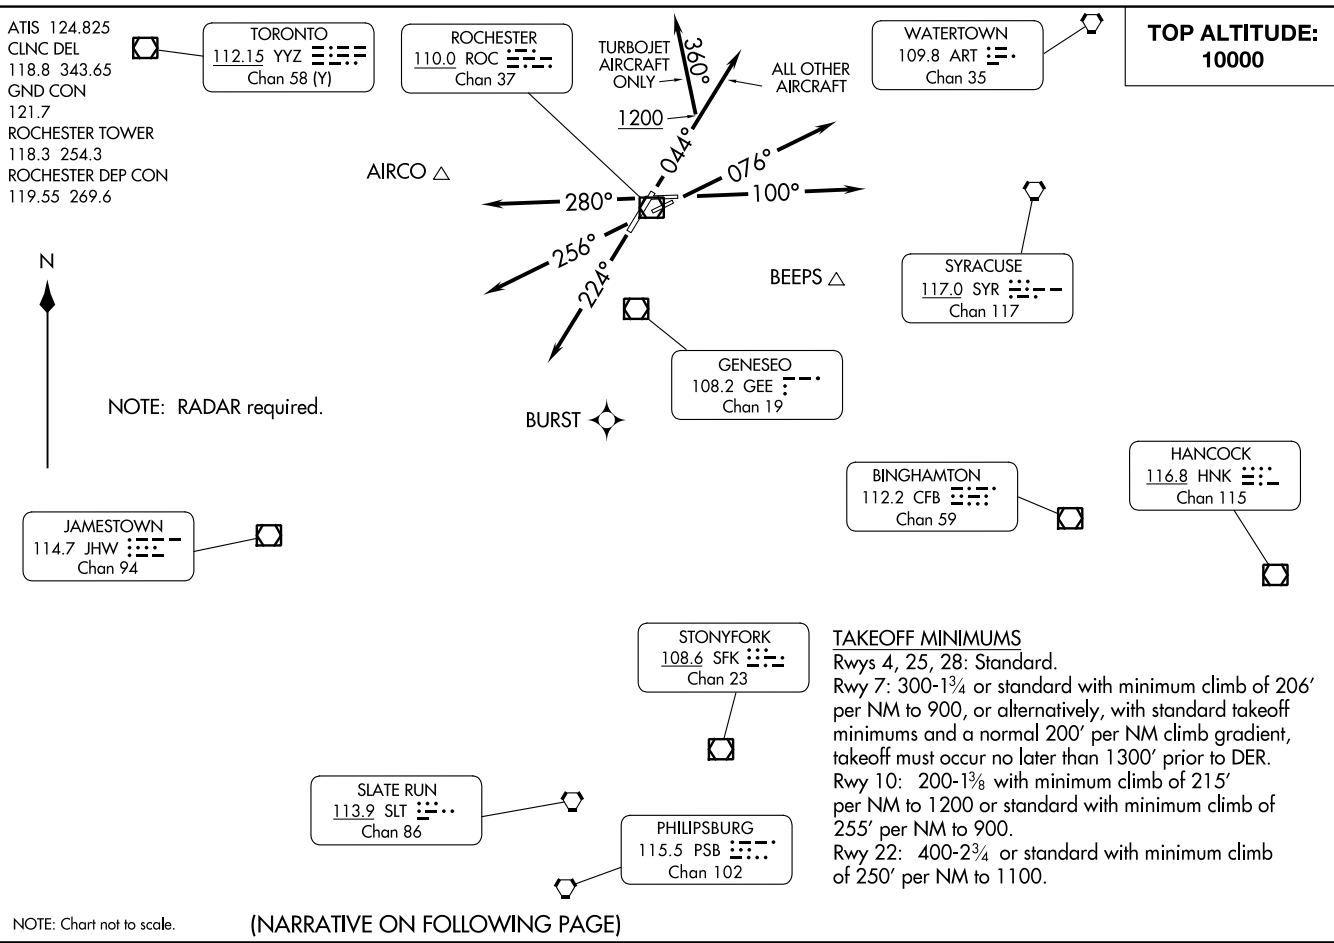 ATIS 124.825
CLNC DEL
118.8 343.65
GND CON
121.7
ROCHESTER TOWER
118.3 254.3
ROCHESTER DEP CON
119.55 269.6
TORONTO
112.15 YYZ
Chan 58 (Y)
ROCHESTER
110.0 ROC
Chan 37
TURBOJET
AIRCRAFT
ONLY
360°
ALL OTHER
AIRCRAFT
1200
WATERTOWN
109.8 ART
Chan 35
TOP ALTITUDE:
10000
AIRCO
044°
076°
280°
100°
256°
224°
N
BEEPS
SYRACUSE
117.0 SYR
Chan 117
GENESEO
108.2 GEE
Chan 19
NOTE: RADAR required.
BURST
BINGHAMTON
112.2 CFB
Chan 59
HANCOCK
116.8 HNK
Chan 115
JAMESTOWN
114.7 JHW
Chan 94
STONYFORK
108.6 SFK
Chan 23
TAKEOFF MINIMUMS
Rwys 4, 25, 28: Standard.
Rwy 7: 300-1¾ or standard with minimum climb of 206'
per NM to 900, or alternatively, with standard takeoff
minimums and a normal 200' per NM climb gradient,
takeoff must occur no later than 1300' prior to DER.
Rwy 10: 200-1⅜ with minimum climb of 215'
per NM to 1200 or standard with minimum climb of
255' per NM to 900.
Rwy 22: 400-2¾ or standard with minimum climb
of 250' per NM to 1100.
SLATE RUN
113.9 SLT
Chan 86
PHILIPSBURG
115.5 PSB
Chan 102
NOTE: Chart not to scale.
(NARRATIVE ON FOLLOWING PAGE)